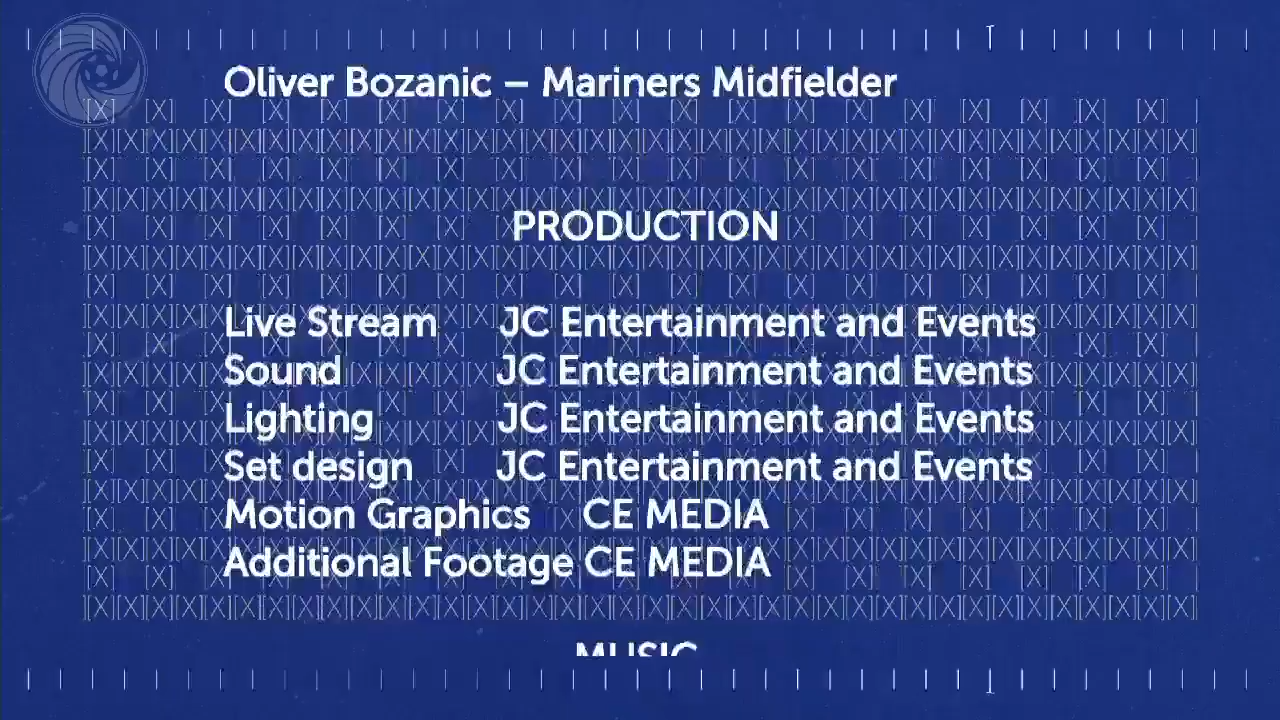 Oliver Bozanic – Mariners Midfielder
PRODUCTION
Live Stream JC Entertainment and Events
Sound JC Entertainment and Events
Lighting JC Entertainment and Events
Set design JC Entertainment and Events
Motion Graphics CE MEDIA
Additional Footage CE MEDIA
MUSIC